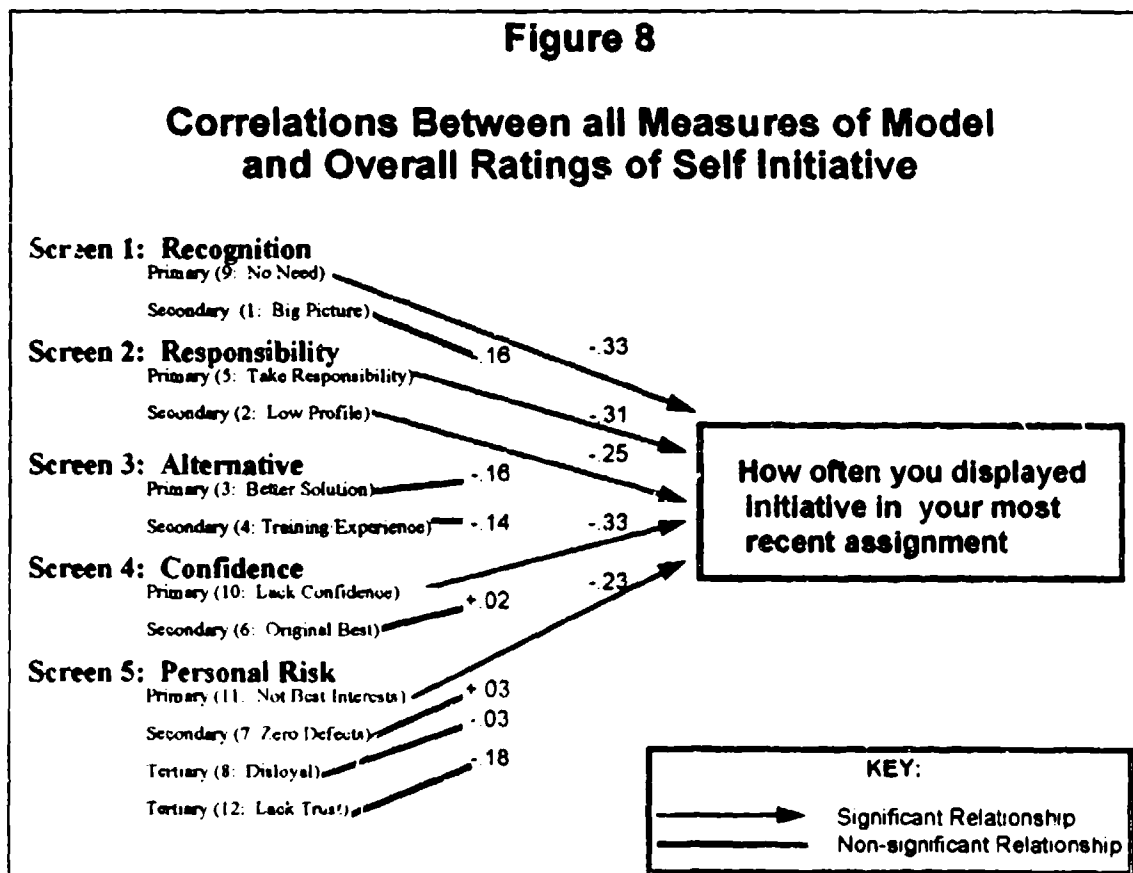 Figure 8
Correlations Between all Measures of Model
and Overall Ratings of Self Initiative
Screen 1: Recognition
Primary (9: No Need)
Secondary (1: Big Picture)
-.16
-.33
Screen 2: Responsibility
Primary (5: Take Responsibility)
Secondary (2: Low Profile)
-.31
-.25
Screen 3: Alternative
Primary (3: Better Solution)
-.16
Secondary (4: Training Experience)
-.14
-.33
Screen 4: Confidence
Primary (10: Lack Confidence)
-.23
Secondary (6: Original Best)
+.02
Screen 5: Personal Risk
Primary (11: Not Best Interests)
+.03
Secondary (7: Zero Defects)
-.03
Tertiary (8: Disloyal)
-.18
Tertiary (12: Lack Trust)
How often you displayed
initiative in your most
recent assignment
KEY:
Significant Relationship
Non-significant Relationship